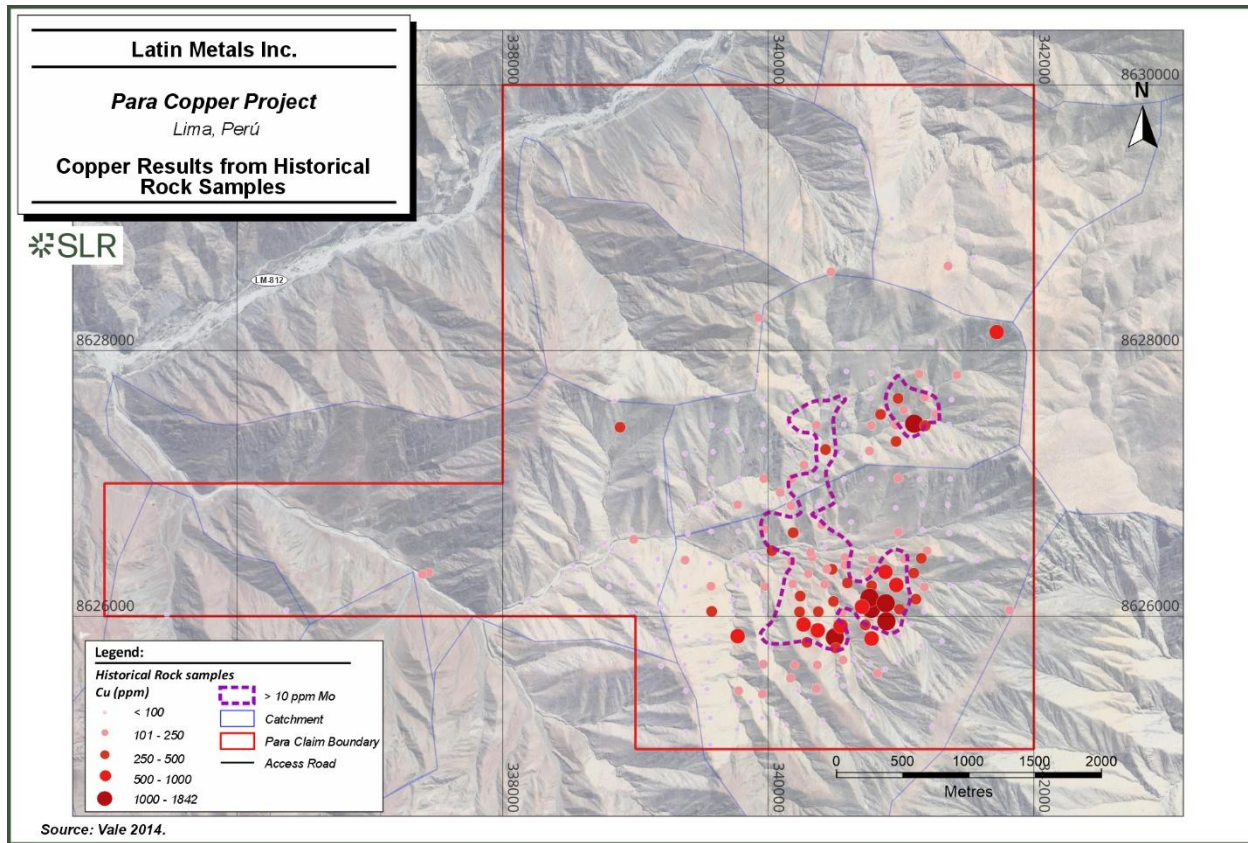 Latin Metals Inc.
Para Copper Project
Lima, Perú
Copper Results from Historical
Rock Samples
SLR
338000
340000
342000
8630000
N
LM-812
8628000
8626000
338000
340000
342000
0 500 1000 1500 2000
Metres
Legend:
Historical Rock samples
Cu (ppm)
< 100
101 - 250
250 - 500
500 - 1000
1000 - 1842
> 10 ppm Mo
Catchment
Para Claim Boundary
Access Road
Source: Vale 2014.